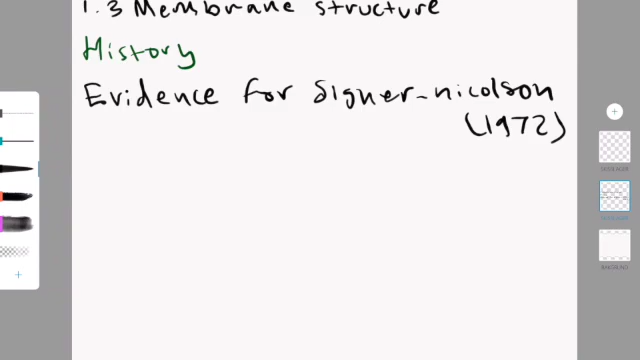 1.3 Membrane structure
History
Evidence for Signer-nicolson
(1972)